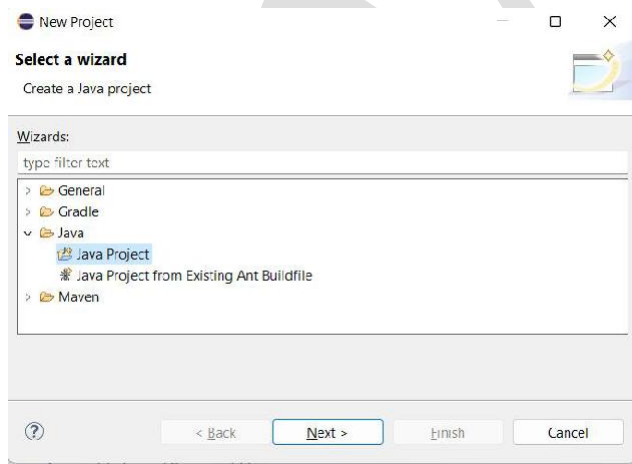 New Project
Select a wizard
Create a Java project
Wizards:
type filter text
General
Gradle
Java
Java Project
Java Project from Existing Ant Buildfile
Maven
< Back Next > Finish Cancel